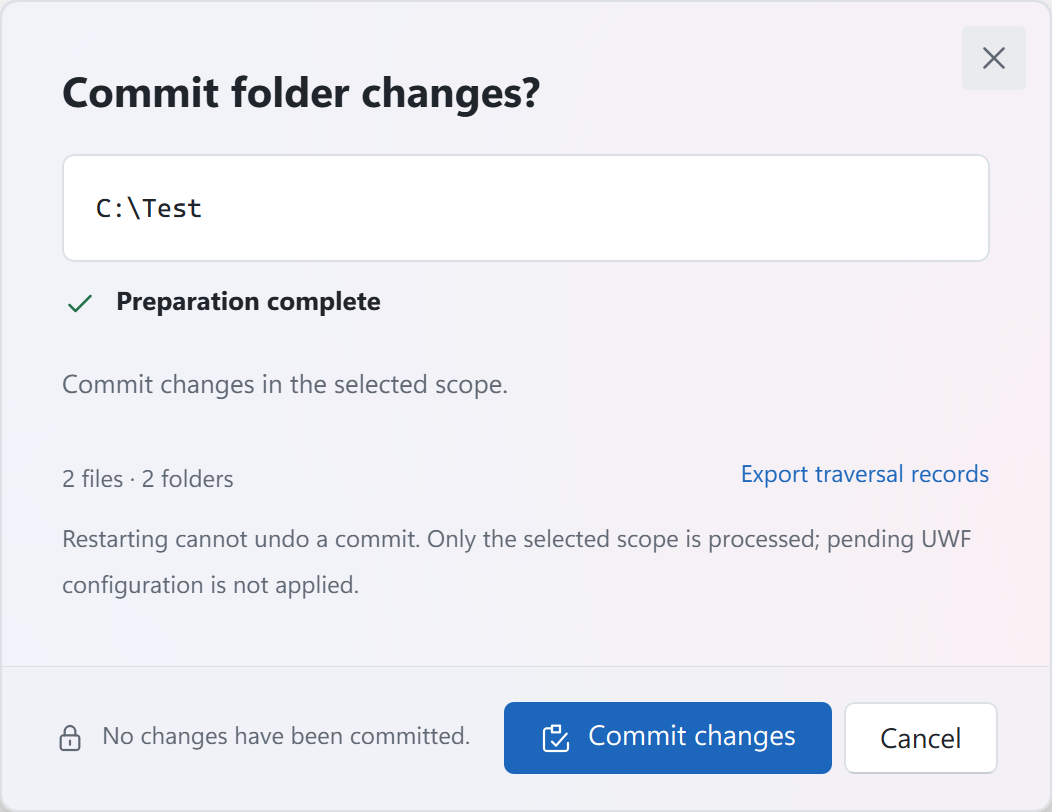 Commit folder changes?
C:\Test
Preparation complete
Commit changes in the selected scope.
2 files · 2 folders
Export traversal records
Restarting cannot undo a commit. Only the selected scope is processed; pending UWF
configuration is not applied.
No changes have been committed.
Commit changes
Cancel